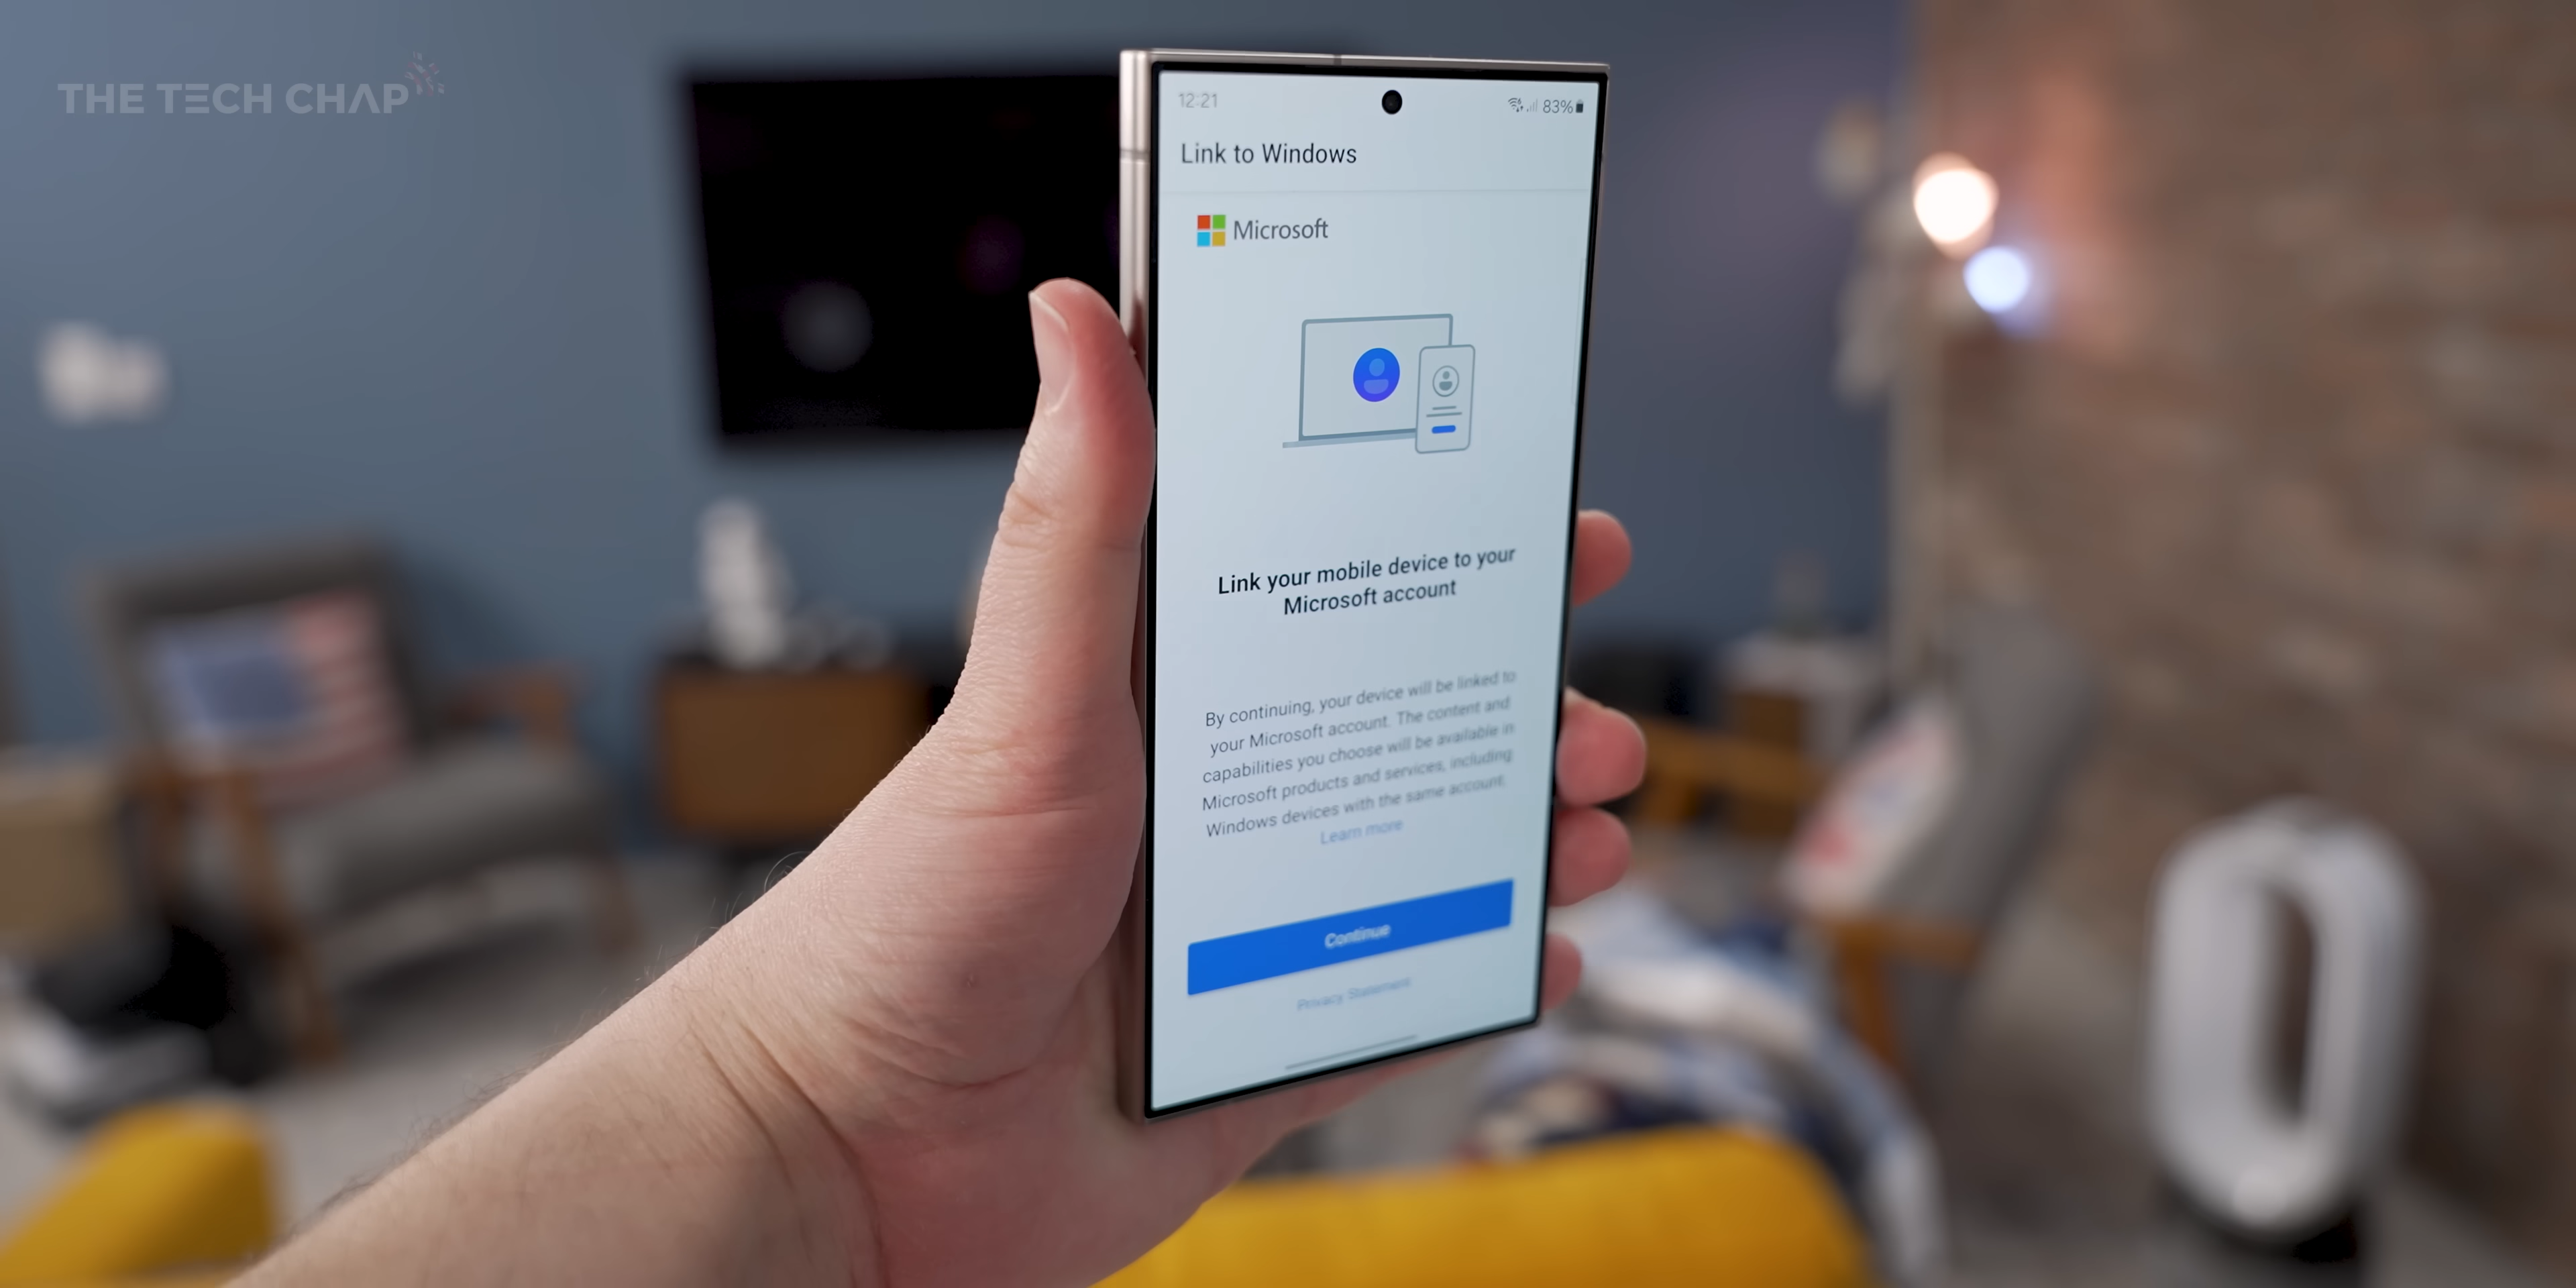 THE TECH CHAP
12:21
83%
Link to Windows
Microsoft
Link your mobile device to your
Microsoft account
By continuing, your device will be linked to
your Microsoft account. The content and
capabilities you choose will be available in
Microsoft products and services, including
Windows devices with the same account.
Learn more
Continue
Privacy Statement